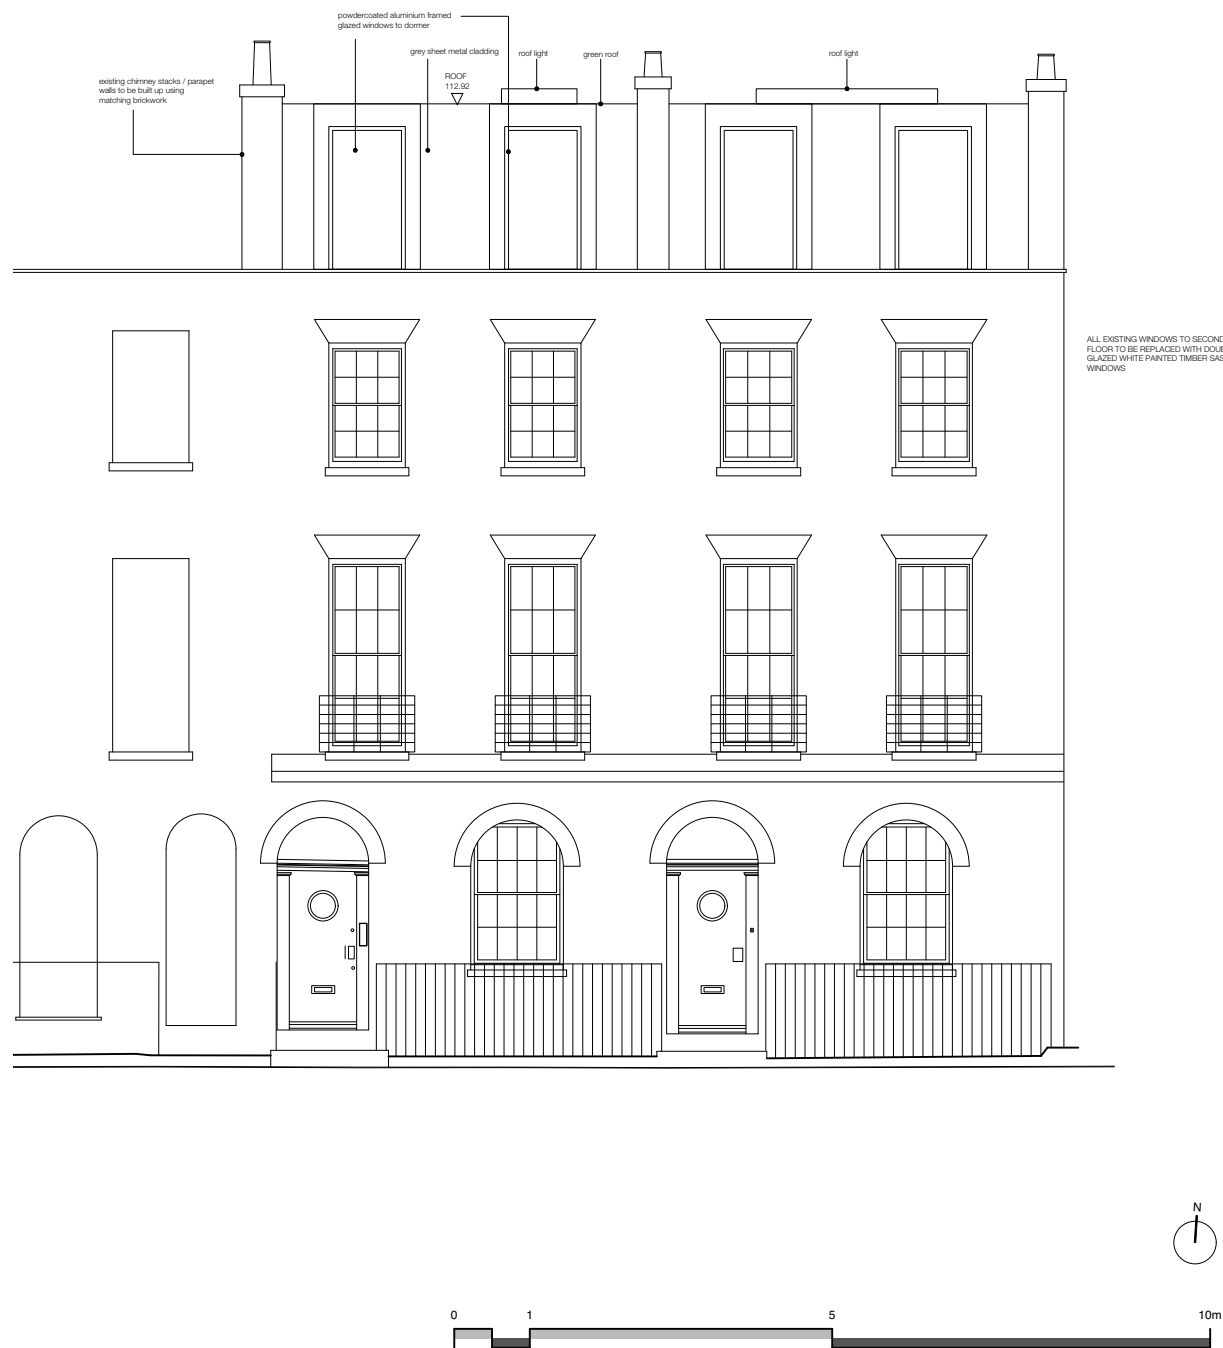 powdercoated aluminium framed
glazed windows to dormer
grey sheet metal cladding
roof light
green roof
roof light
existing chimney stacks / parapet
walls to be built up using
matching brickwork
ROOF
112.92
ALL EXISTING WINDOWS TO SECOND
FLOOR TO BE REPLACED WITH
GLAZED WHITE PAINTED TIMBER
WINDOWS
N
0 1 5 10m